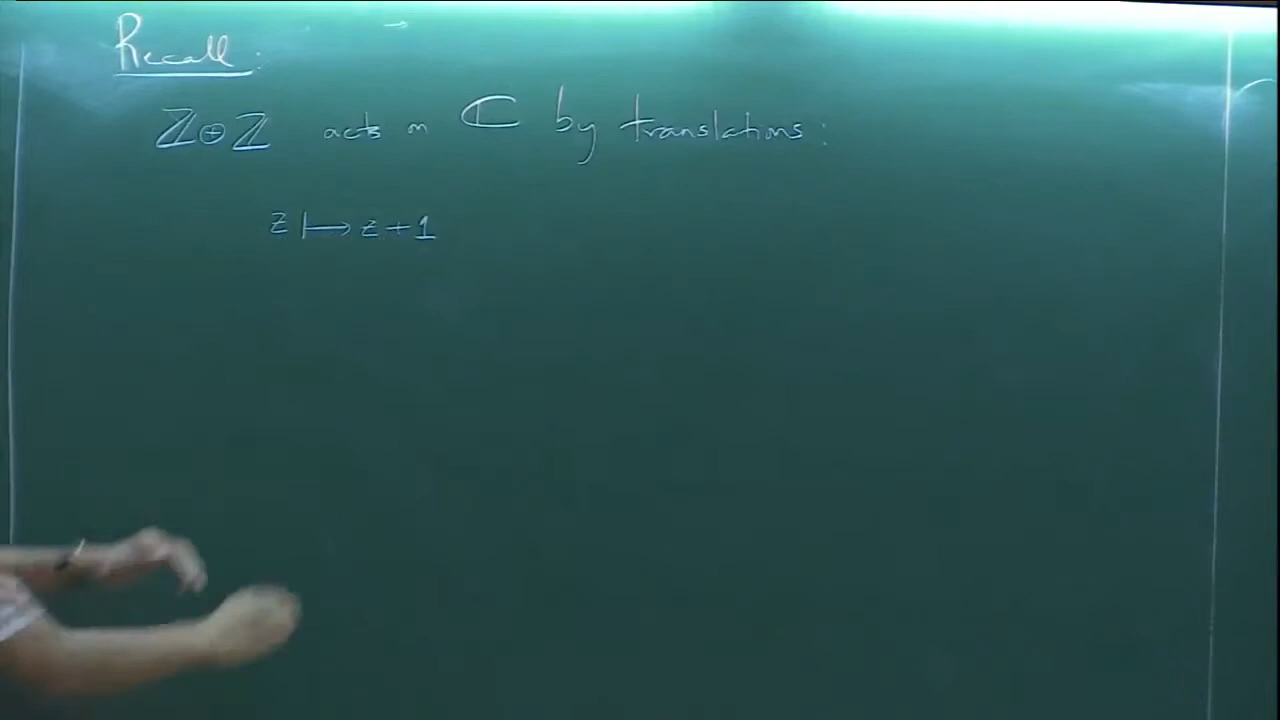 Recall:
ℤ⊕ℤ acts on ℂ by translations:
z ↦ z + 1